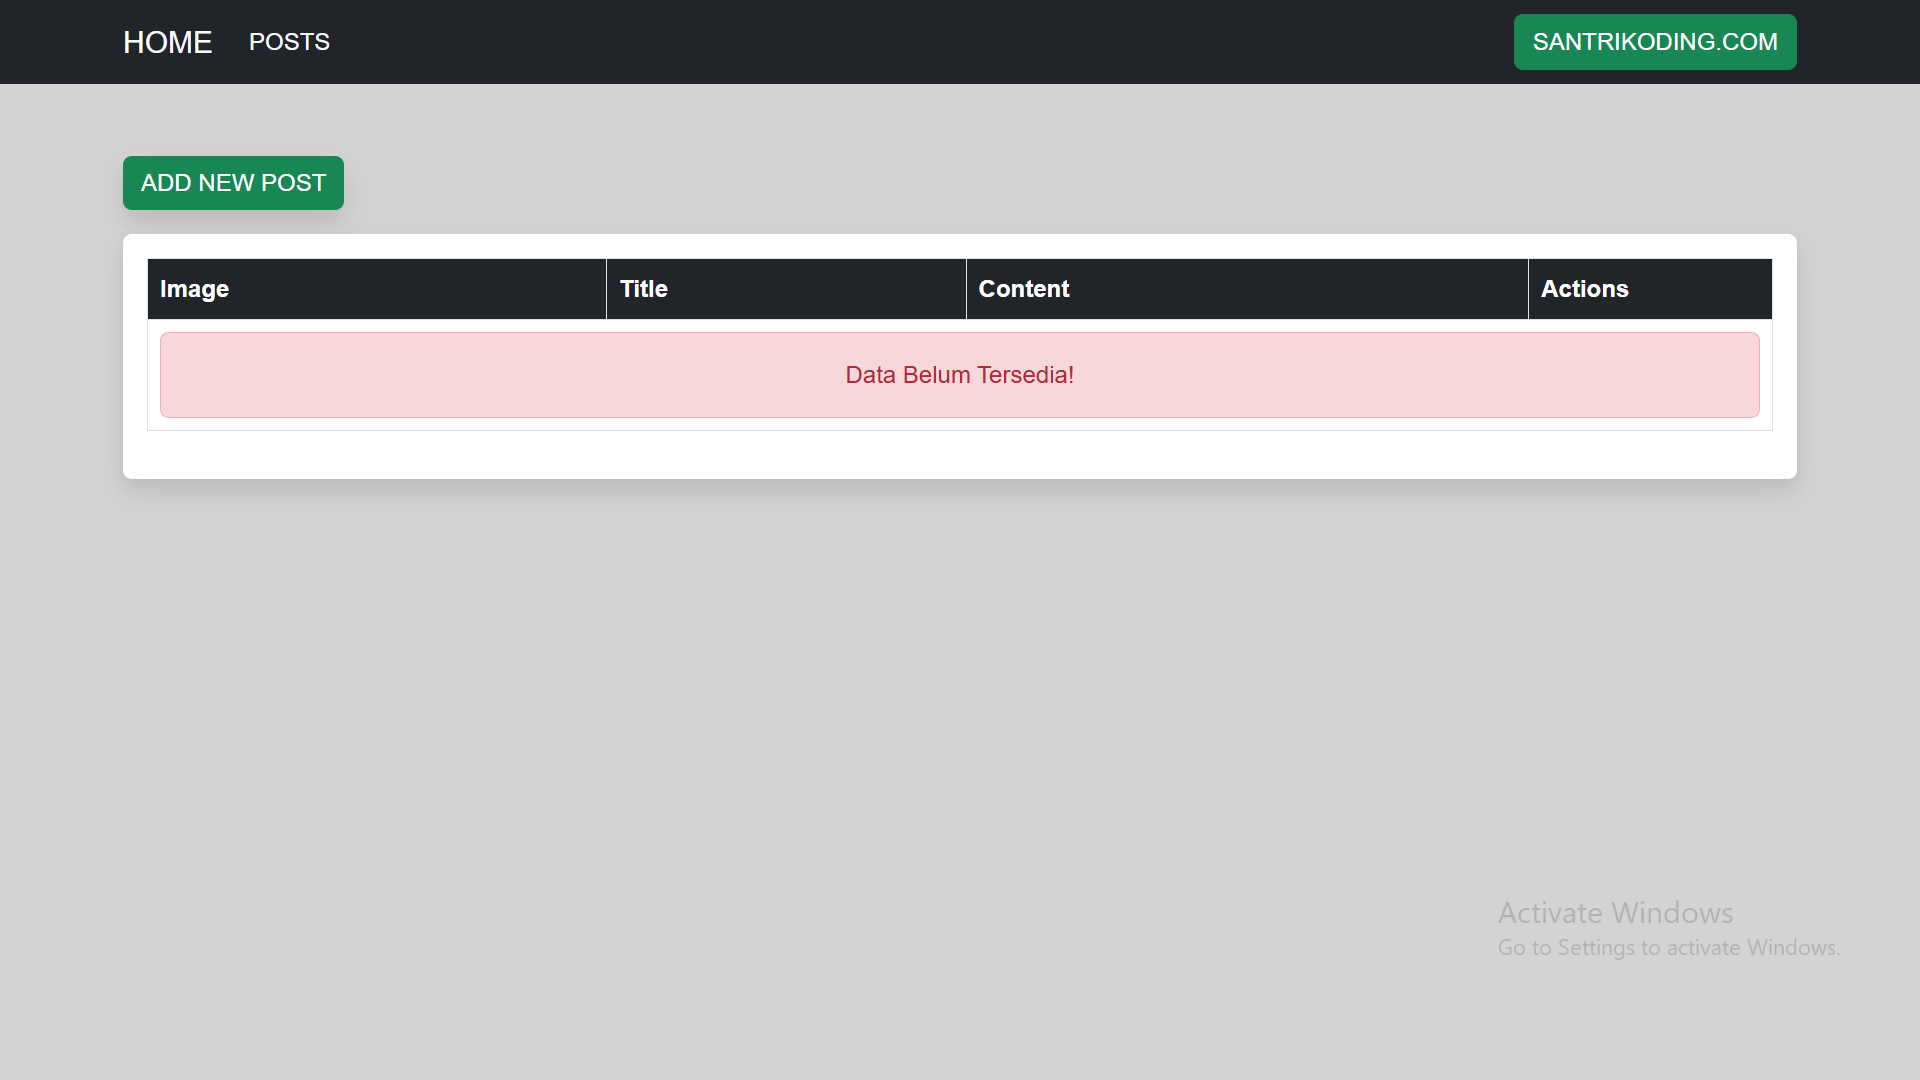 HOME POSTS SANTRIKODING.COM
ADD NEW POST
Image Title Content Actions
Data Belum Tersedia!
Activate Windows
Go to Settings to activate Windows.